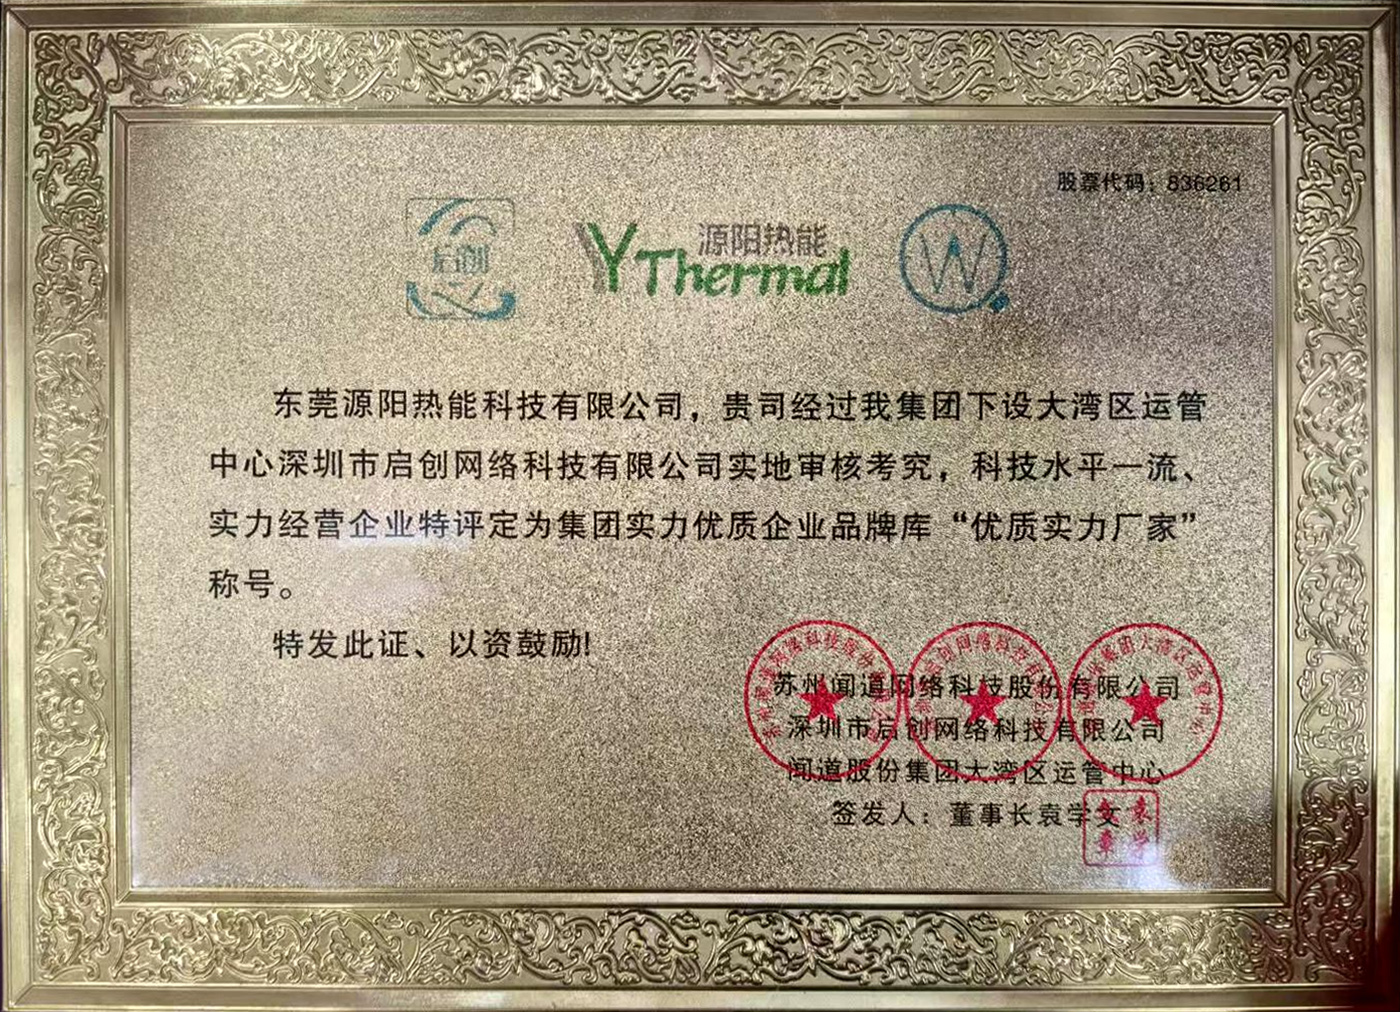 股票代码：836261
启创
源阳热能
YThermal
W
东莞源阳热能科技有限公司，贵司经过我集团下设大湾区运管
中心深圳市启创网络科技有限公司实地审核考究，科技水平一流、
实力经营企业特评定为集团实力优质企业品牌库“优质实力厂家”
称号。
特发此证、以资鼓励!
苏州闻道网络科技股份有限公司
深圳市启创网络科技有限公司
闻道股份集团大湾区运管中心
签发人：董事长袁学文
袁学文章